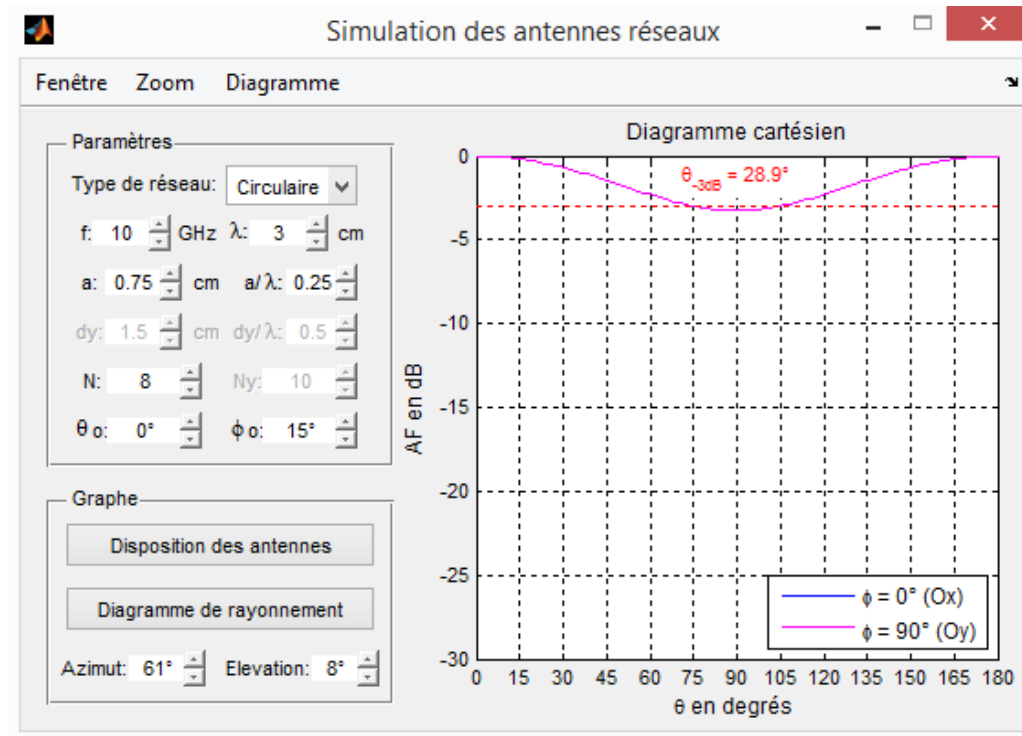 Simulation des antennes réseaux
Fenêtre Zoom Diagramme
Paramètres
Type de réseau: Circulaire
f: 10 GHz λ: 3 cm
a: 0.75 cm a/λ: 0.25
dy: 1.5 cm dy/λ: 0.5
N: 8 Ny: 10
θo: 0° ϕo: 15°
Graphe
Disposition des antennes
Diagramme de rayonnement
Azimut: 61° Elevation: 8°
Diagramme cartésien
θ-3dB = 28.9°
0
-5
-10
-15
-20
-25
-30
AF en dB
ϕ = 0° (Ox)
ϕ = 90° (Oy)
0 15 30 45 60 75 90 105 120 135 150 165 180
θ en degrés